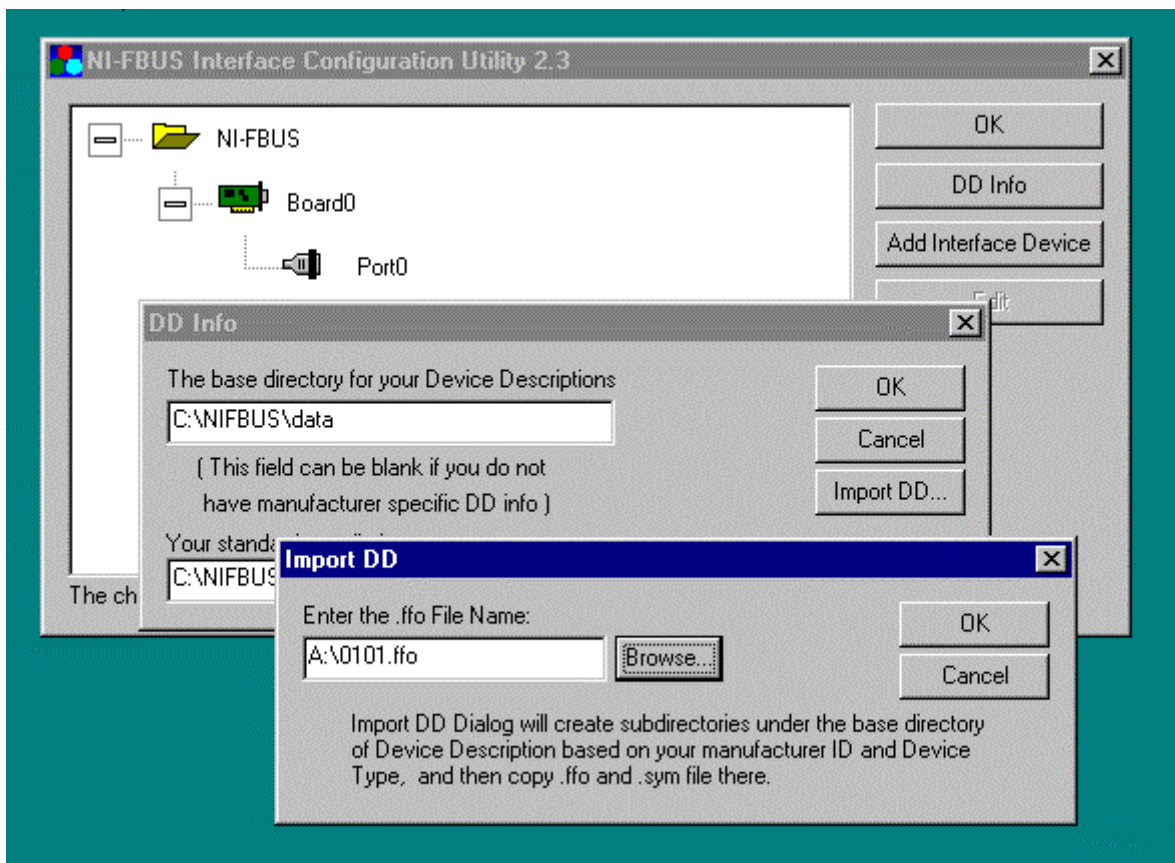 NI-FBUS Interface Configuration Utility 2.3
NI-FBUS
Board0
Port0
OK
DD Info
Add Interface Device
Edit
The ch
DD Info
The base directory for your Device Descriptions
C:\NIFBUS\data
( This field can be blank if you do not
have manufacturer specific DD info )
Your standa
C:\NIFBUS
OK
Cancel
Import DD...
Import DD
Enter the .ffo File Name:
A:\0101.ffo
Browse...
OK
Cancel
Import DD Dialog will create subdirectories under the base directory
of Device Description based on your manufacturer ID and Device
Type, and then copy .ffo and .sym file there.